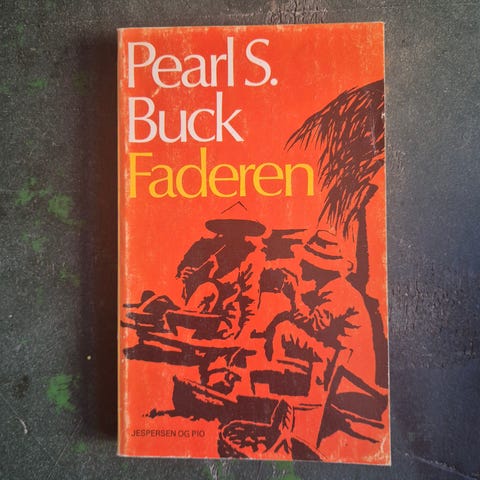 Pearl S.
Buck
Faderen
JESPERSEN OG PIO